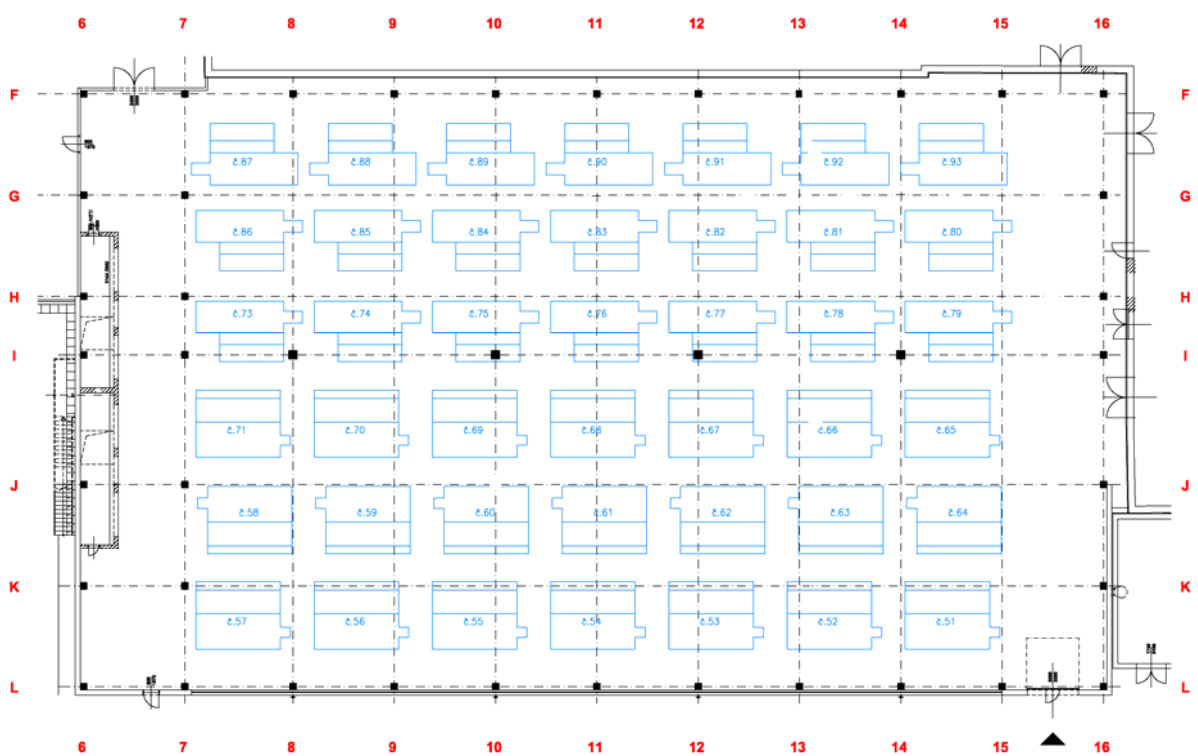 6 7 8 9 10 11 12 13 14 15 16
F F
č.87 č.88 č.89 č.90 č.91 č.92 č.93
G G
č.86 č.85 č.84 č.83 č.82 č.81 č.80
H H
č.73 č.74 č.75 č.76 č.77 č.78 č.79
I I
č.71 č.70 č.69 č.68 č.67 č.66 č.65
J J
č.58 č.59 č.60 č.61 č.62 č.63 č.64
K K
č.57 č.56 č.55 č.54 č.53 č.52 č.51
L L
6 7 8 9 10 11 12 13 14 15 16